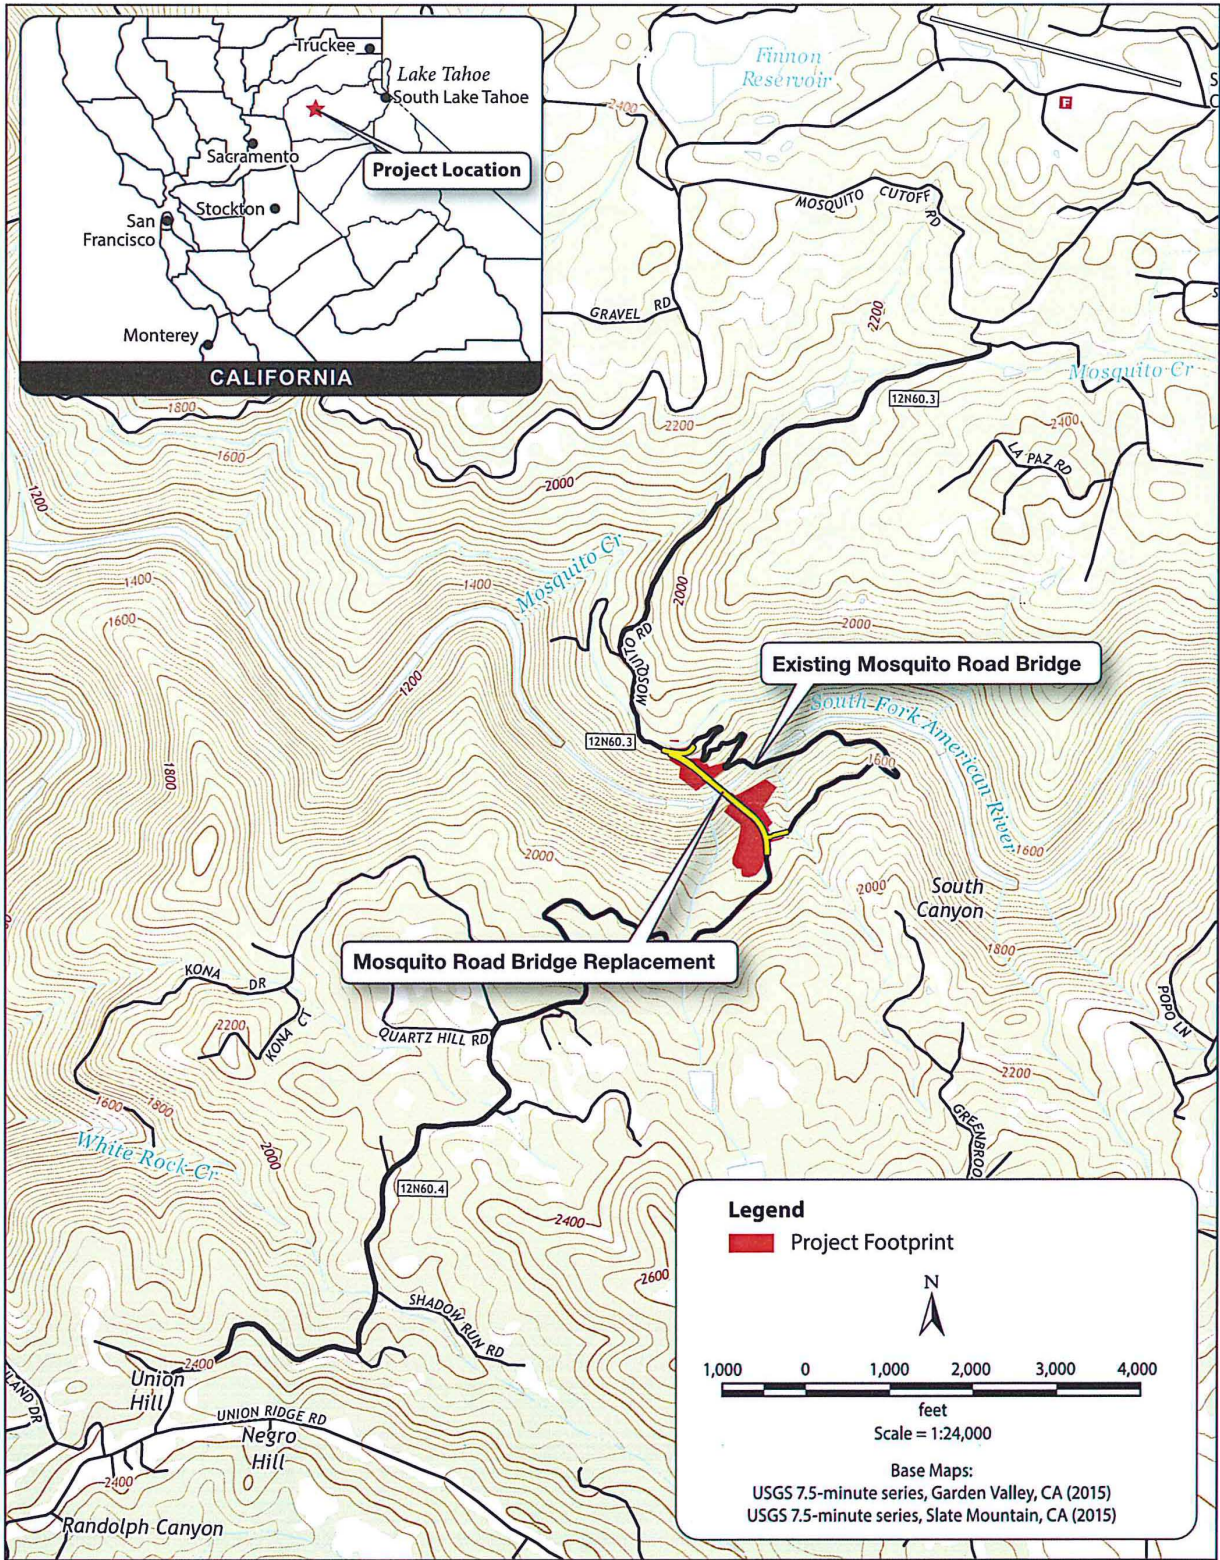 Truckee
Lake Tahoe
South Lake Tahoe
Sacramento
Project Location
Stockton
San
Francisco
Monterey
CALIFORNIA
Finnon
Reservoir
F
2400
MOSQUITO CUTOFF
RD
GRAVEL RD
2200
Mosquito Cr
12N60.3
1800
2200
2400
LA PAZ RD
1600
1200
2000
Mosquito Cr
1400
1400
2000
1600
2000
MOSQUITO RD
Existing Mosquito Road Bridge
1200
South Fork American River
12N60.3
1600
1800
2000
1600
2000
South
Canyon
1800
Mosquito Road Bridge Replacement
KONA
DR
POPO LN
2200
KONA CT
QUARTZ HILL RD
2200
1600
1800
GREENBROO
White Rock Cr
2000
12N60.4
2400
2600
SHADOW RUN RD
2400
Union
Hill
LAND DR
UNION RIDGE RD
Negro
Hill
2400
Randolph Canyon
Legend
Project Footprint
N
1,000 0 1,000 2,000 3,000 4,000
feet
Scale = 1:24,000
Base Maps:
USGS 7.5-minute series, Garden Valley, CA (2015)
USGS 7.5-minute series, Slate Mountain, CA (2015)